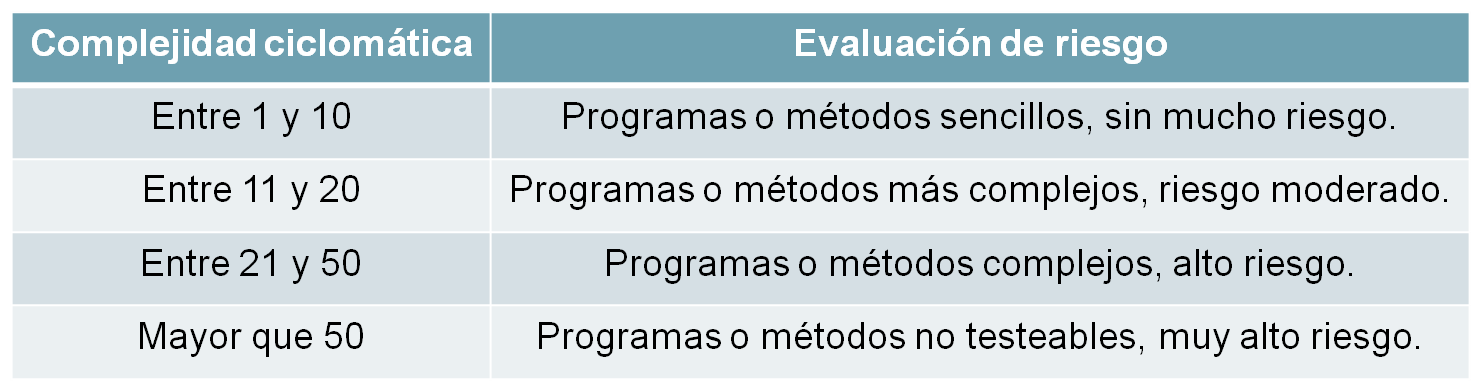 Complejidad ciclomática Evaluación de riesgo
Entre 1 y 10 Programas o métodos sencillos, sin mucho riesgo.
Entre 11 y 20 Programas o métodos más complejos, riesgo moderado.
Entre 21 y 50 Programas o métodos complejos, alto riesgo.
Mayor que 50 Programas o métodos no testeables, muy alto riesgo.